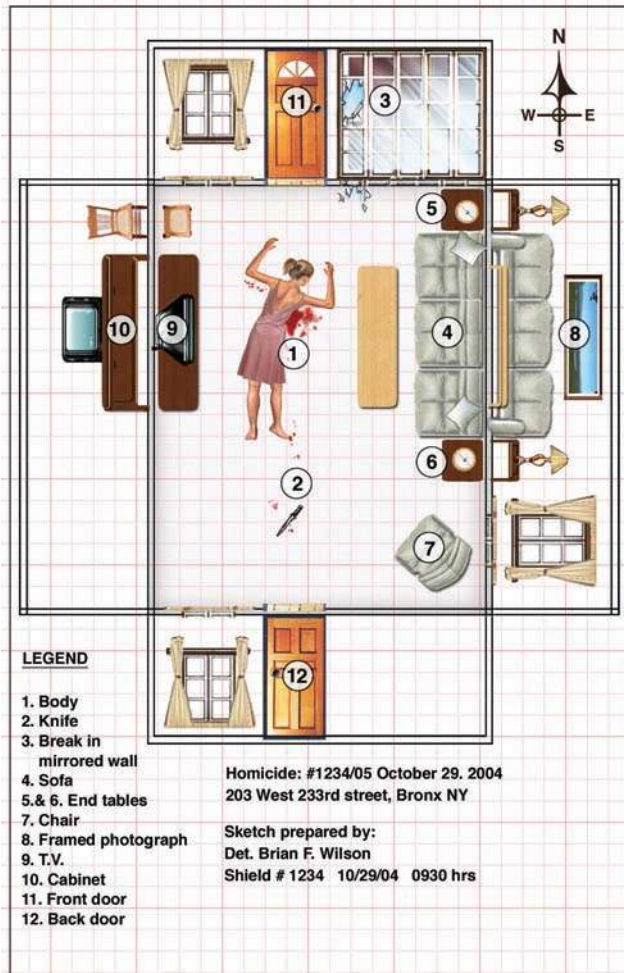 N
W E
S
11
3
5
10
9
4
8
1
6
2
7
12
LEGEND
1. Body
2. Knife
3. Break in
mirrored wall
4. Sofa
5.& 6. End tables
7. Chair
8. Framed photograph
9. T.V.
10. Cabinet
11. Front door
12. Back door
Homicide: #1234/05 October 29. 2004
203 West 233rd street, Bronx NY
Sketch prepared by:
Det. Brian F. Wilson
Shield # 1234 10/29/04 0930 hrs